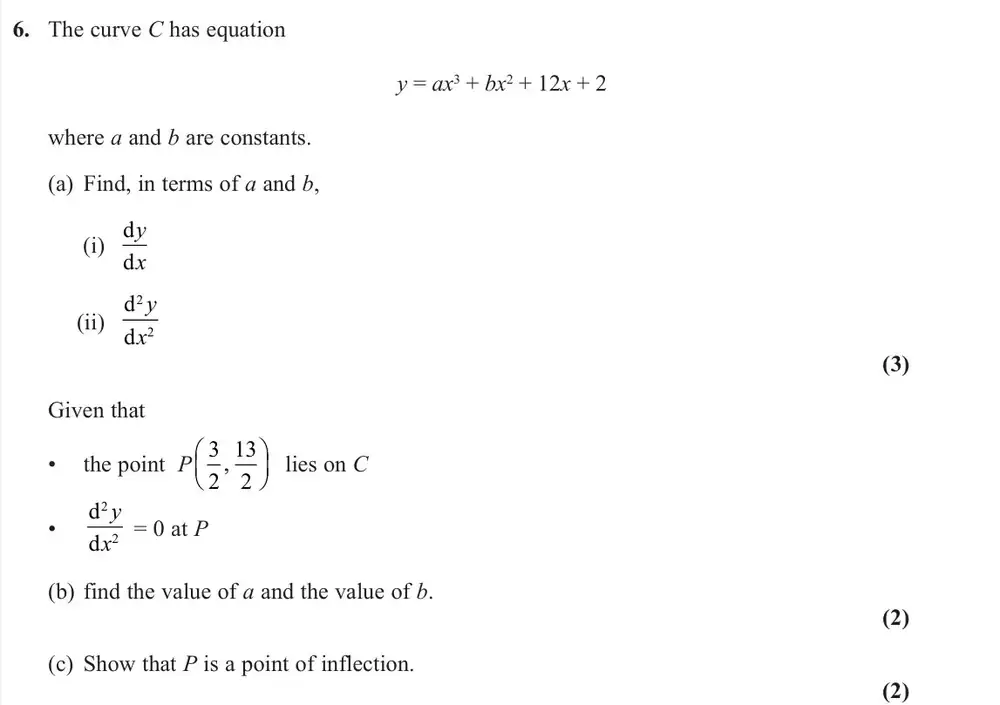 6. The curve C has equation
y = ax³ + bx² + 12x + 2
where a and b are constants.
(a) Find, in terms of a and b,
(i) dy/dx
(ii) d²y/dx²
(3)
Given that
• the point P(3/2, 13/2) lies on C
• d²y/dx² = 0 at P
(b) find the value of a and the value of b.
(2)
(c) Show that P is a point of inflection.
(2)